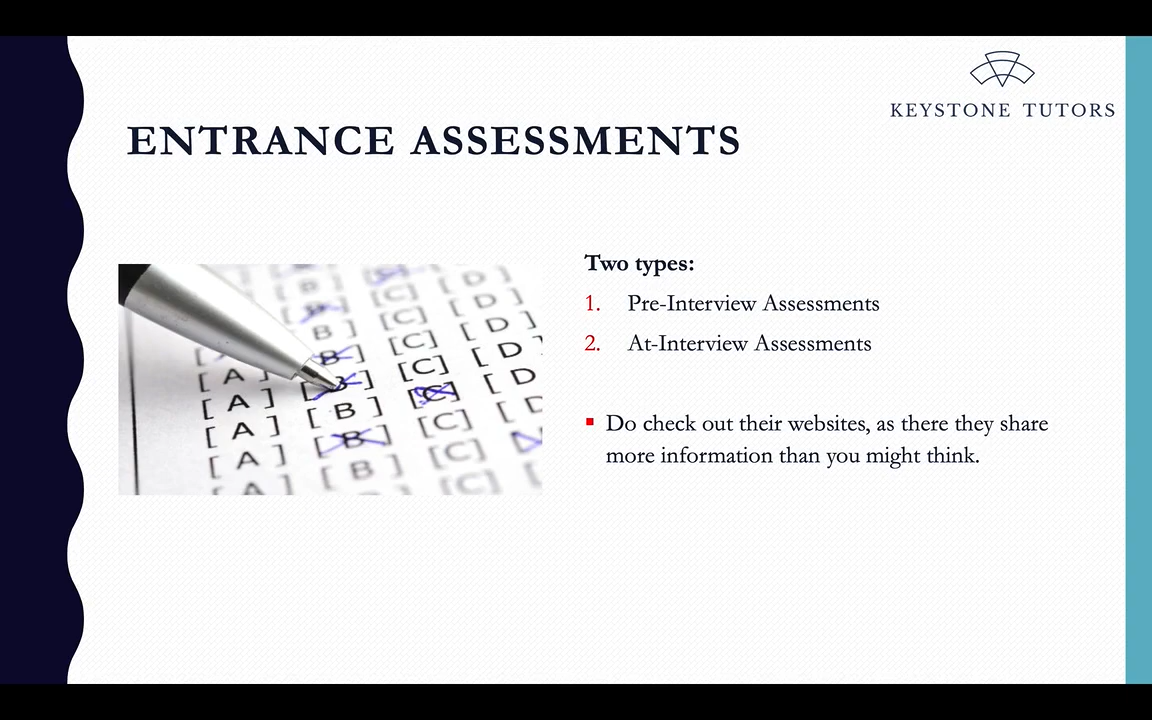 KEYSTONE TUTORS
ENTRANCE ASSESSMENTS
Two types:
1. Pre-Interview Assessments
2. At-Interview Assessments
▪ Do check out their websites, as there they share
more information than you might think.
[B] [C] [D]
[B] [C] [D]
[A] [B] [C] [D]
[A] [B] [C] [D]
[A] [B] [C] [D]
[A] [B] [C]
[A] [B] [C]